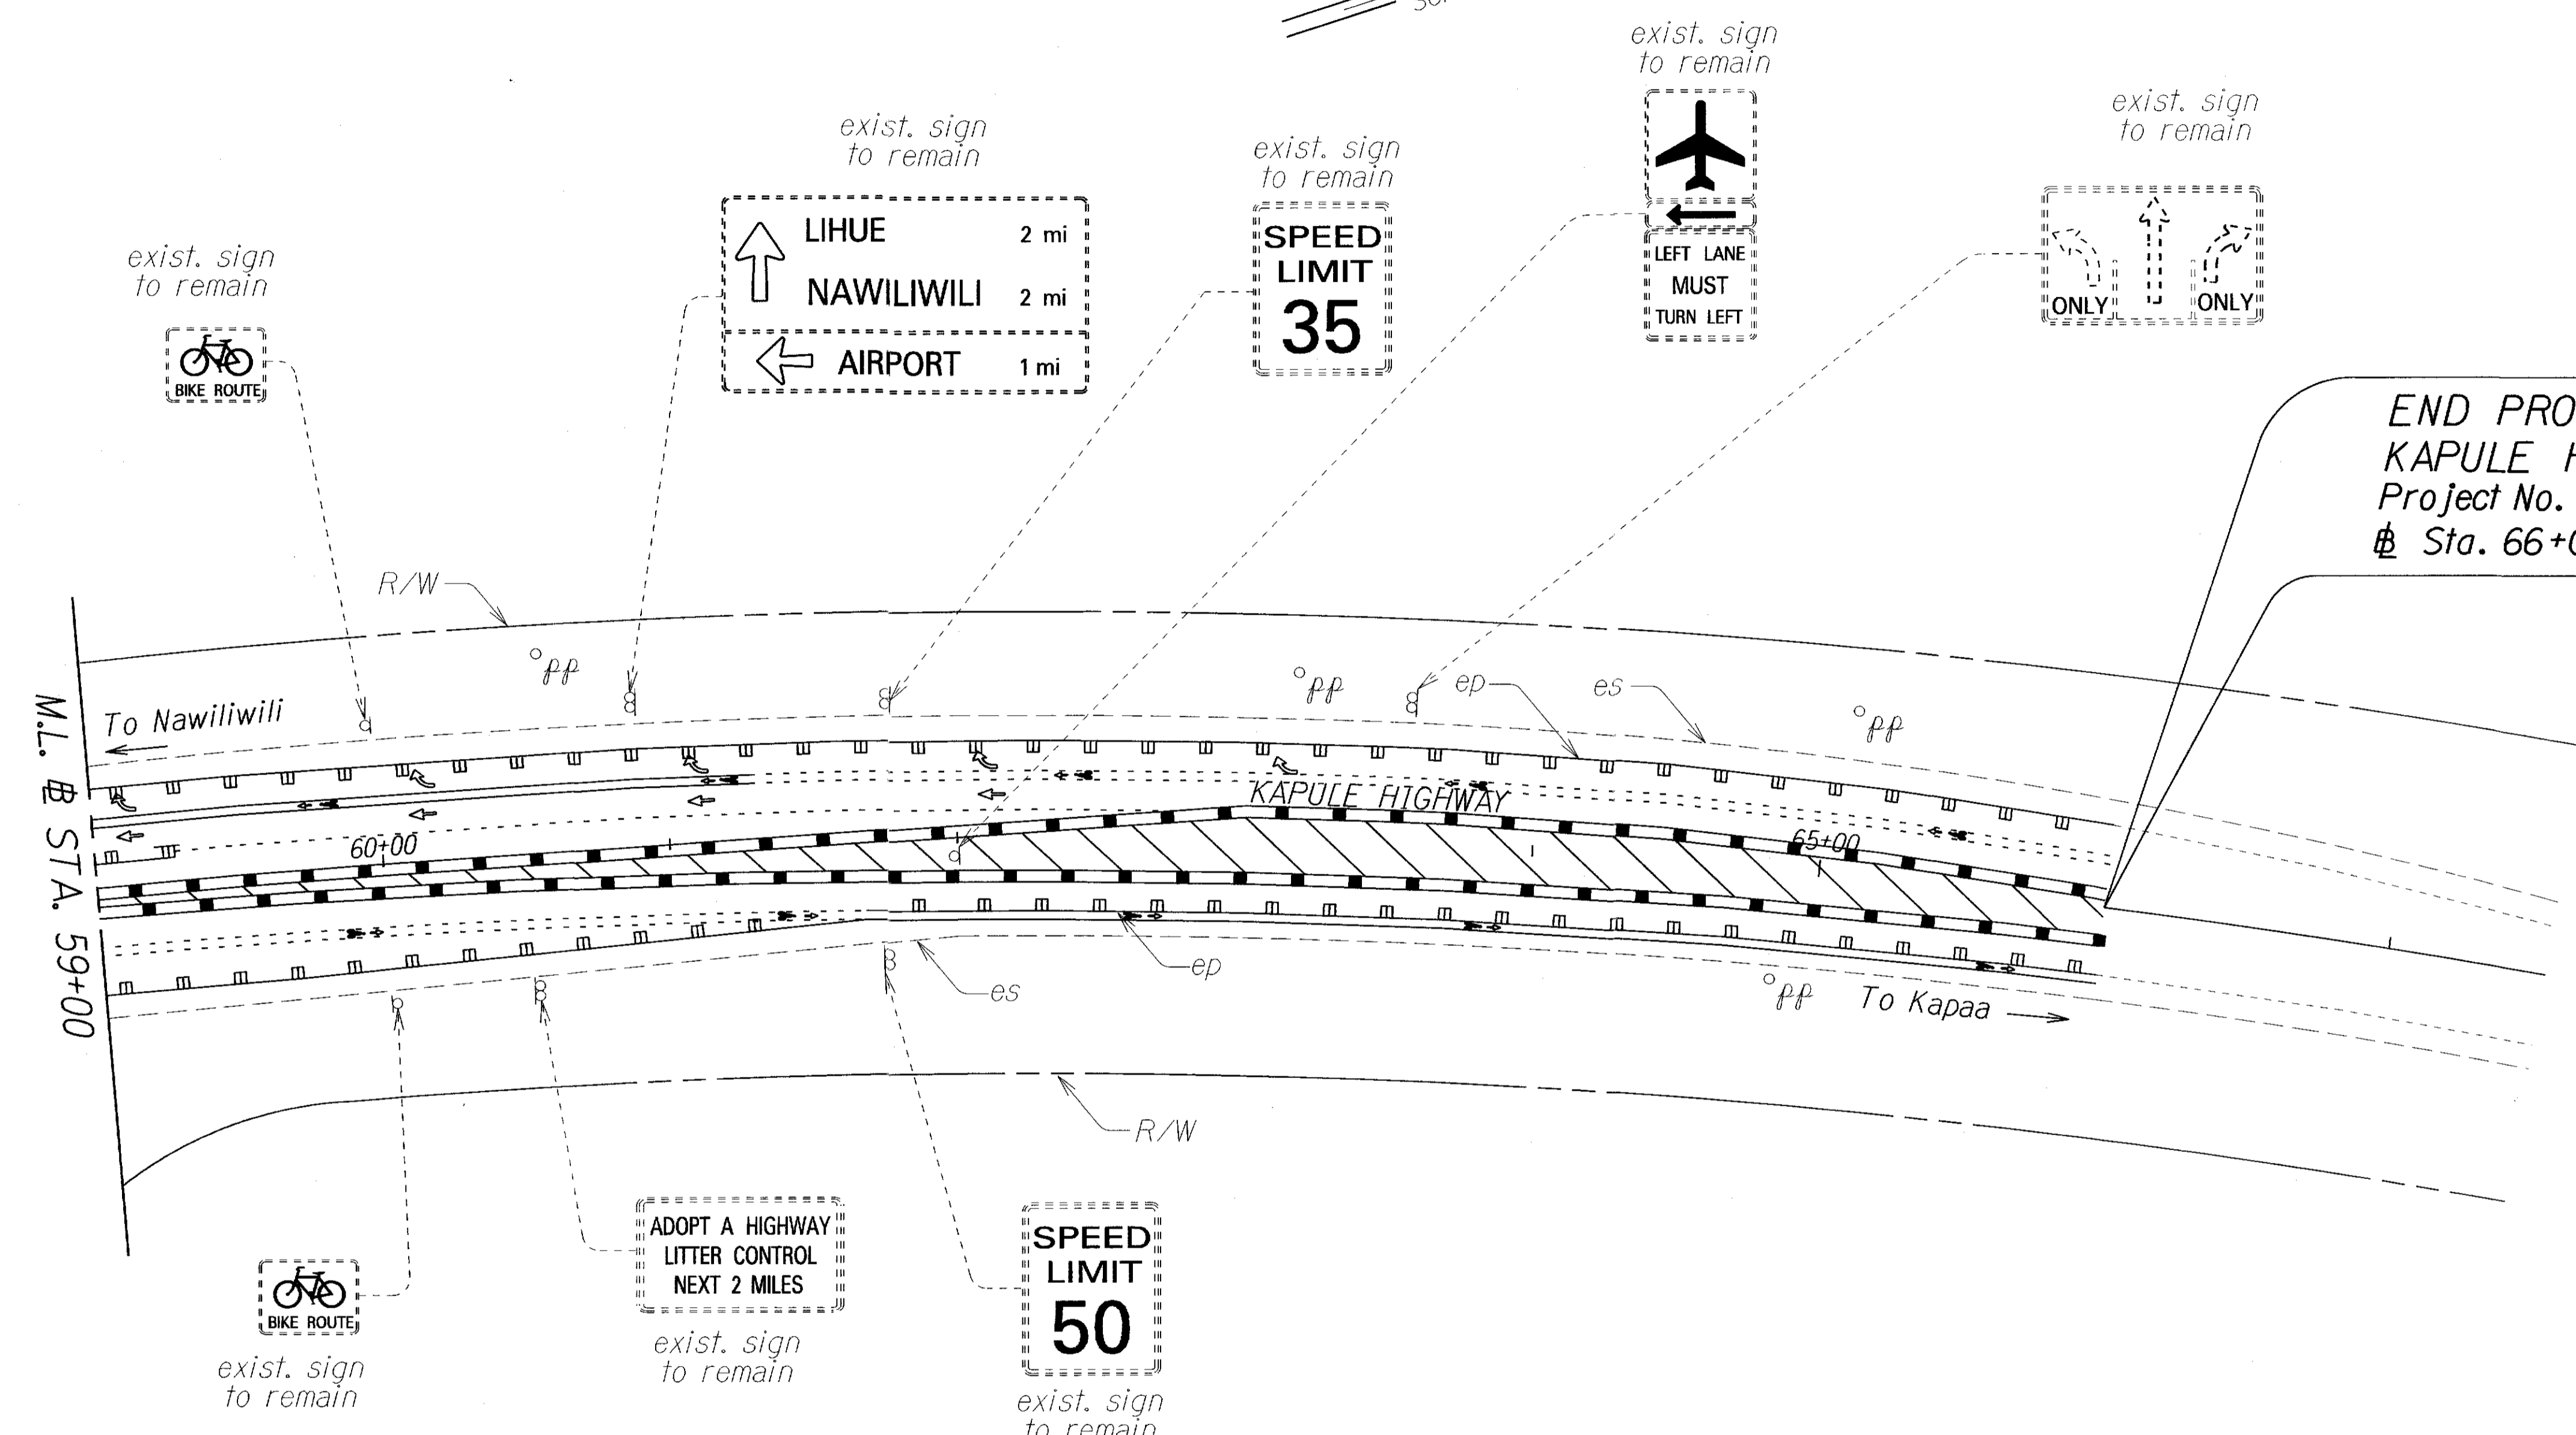 exist. sign
to remain
exist. sign
to remain
exist. sign
to remain
exist. sign
to remain
exist. sign
to remain
BIKE ROUTE
LIHUE 2 mi
NAWILIWILI 2 mi
AIRPORT 1 mi
SPEED
LIMIT
35
LEFT LANE
MUST
TURN LEFT
ONLY ONLY
END PRO
KAPULE H
Project No.
℄ Sta. 66+0
R/W
pp
pp
ep
es
pp
To Nawiliwili
M.L. ℄ STA. 59+00
KAPULE HIGHWAY
60+00
65+00
es
ep
pp
To Kapaa
R/W
BIKE ROUTE
exist. sign
to remain
ADOPT A HIGHWAY
LITTER CONTROL
NEXT 2 MILES
exist. sign
to remain
SPEED
LIMIT
50
exist. sign
to remain